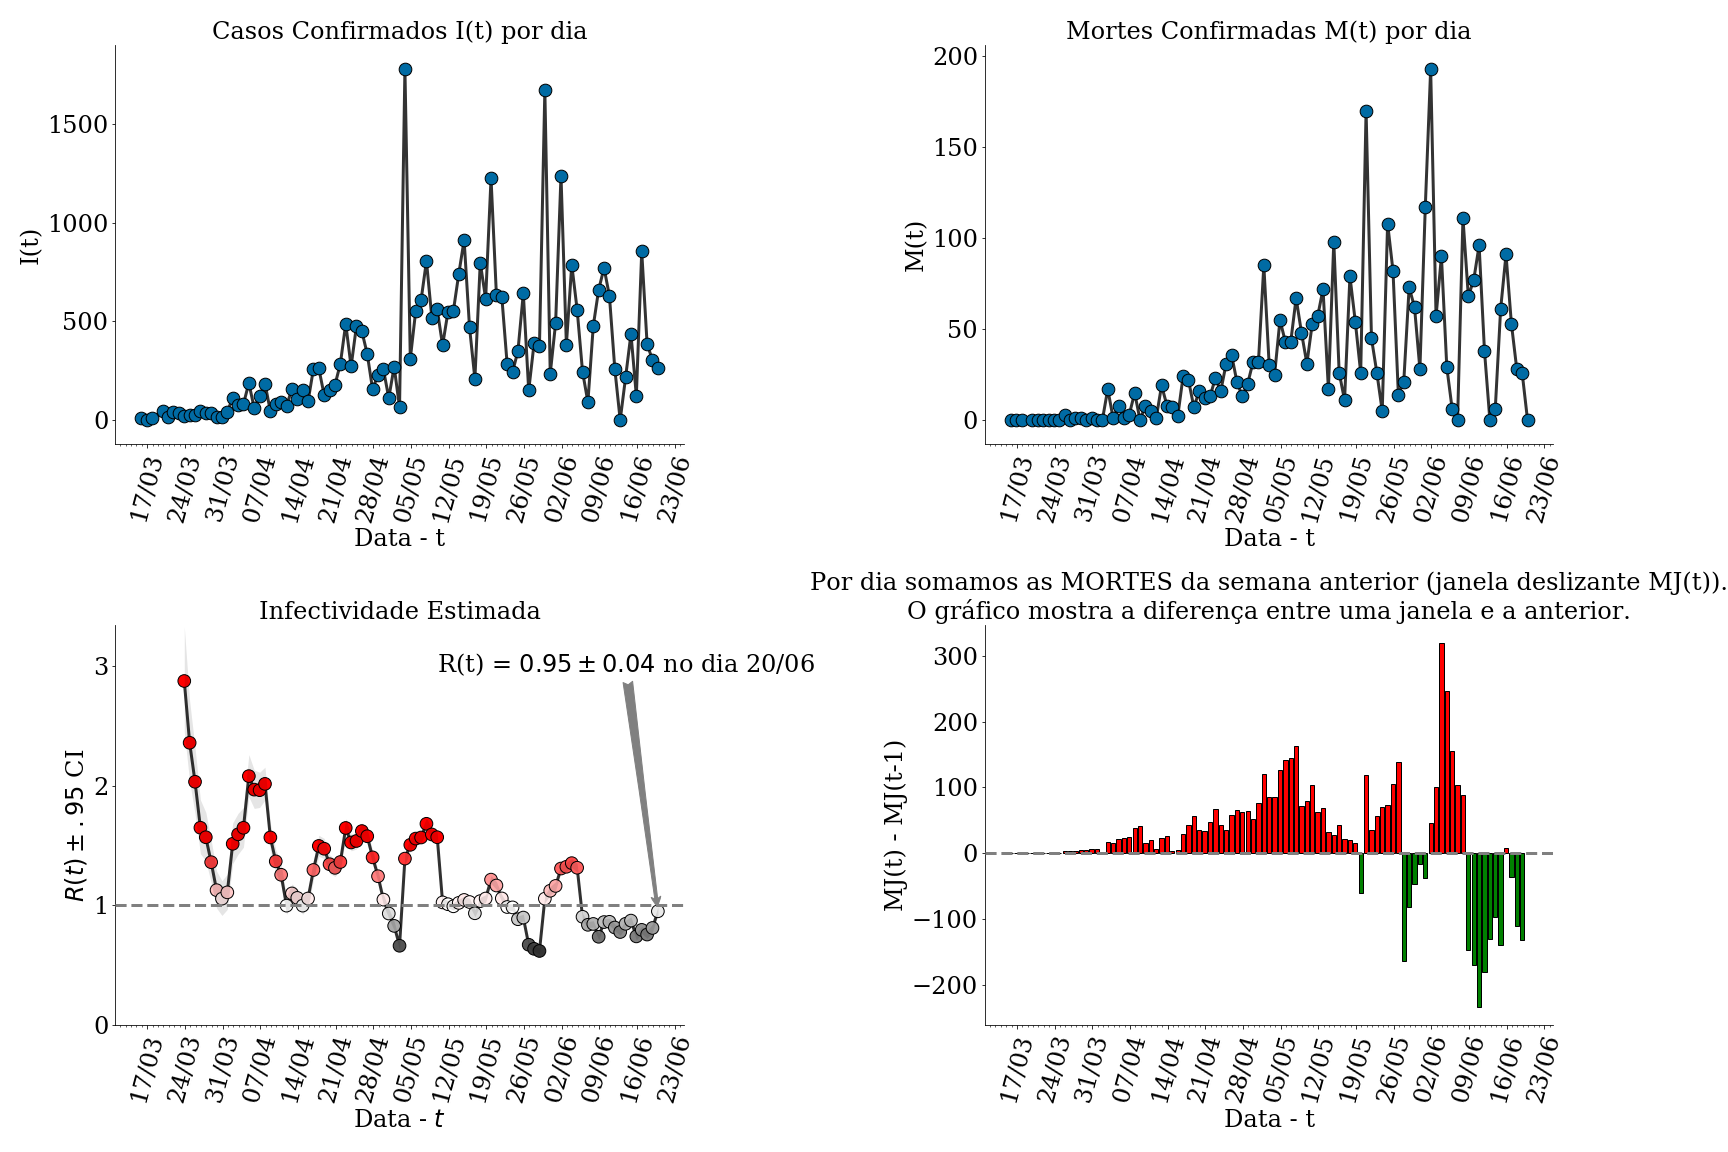 Casos Confirmados I(t) por dia
I(t)
1500
1000
500
0
17/03 24/03 31/03 07/04 14/04 21/04 28/04 05/05 12/05 19/05 26/05 02/06 09/06 16/06 23/06
Data - t
Mortes Confirmadas M(t) por dia
M(t)
200
150
100
50
0
17/03 24/03 31/03 07/04 14/04 21/04 28/04 05/05 12/05 19/05 26/05 02/06 09/06 16/06 23/06
Data - t
Infectividade Estimada
R(t) = 0.95 ± 0.04 no dia 20/06
R(t) ± .95 CI
3
2
1
0
17/03 24/03 31/03 07/04 14/04 21/04 28/04 05/05 12/05 19/05 26/05 02/06 09/06 16/06 23/06
Data - t
Por dia somamos as MORTES da semana anterior (janela deslizante MJ(t)).
O gráfico mostra a diferença entre uma janela e a anterior.
MJ(t) - MJ(t-1)
300
200
100
0
−100
−200
17/03 24/03 31/03 07/04 14/04 21/04 28/04 05/05 12/05 19/05 26/05 02/06 09/06 16/06 23/06
Data - t